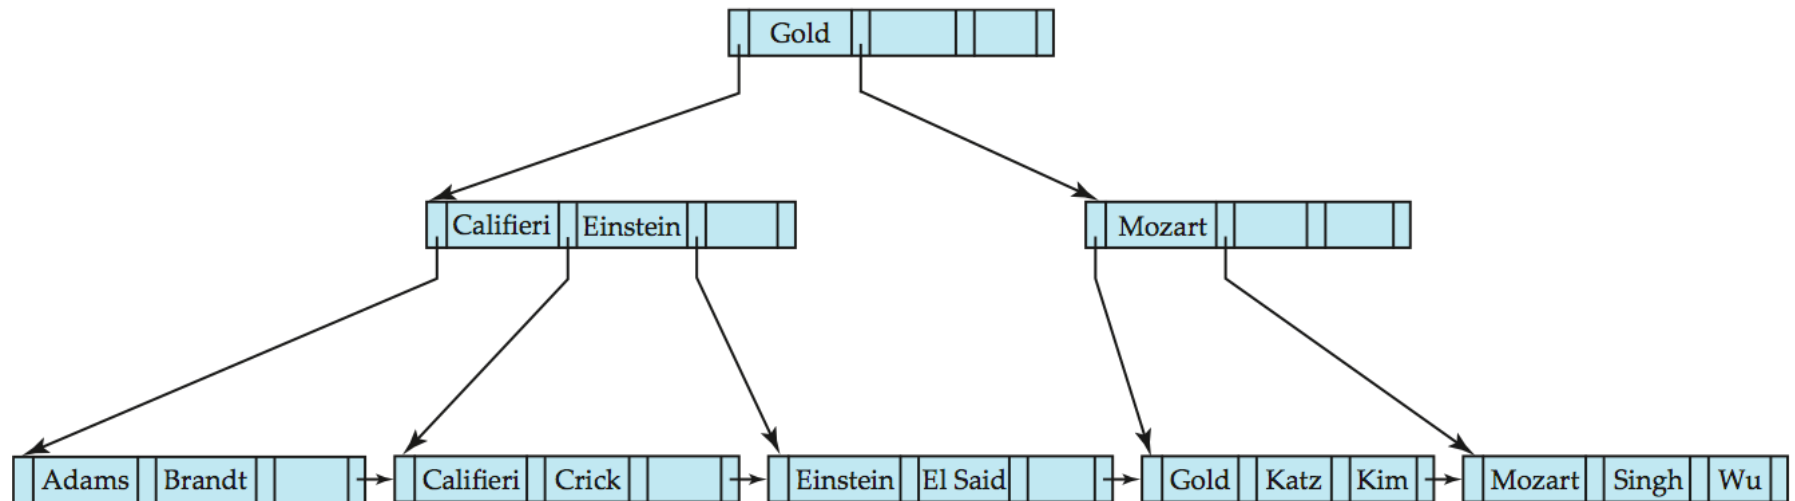 Gold
Califieri Einstein Mozart
Adams Brandt Califieri Crick Einstein El Said Gold Katz Kim Mozart Singh Wu